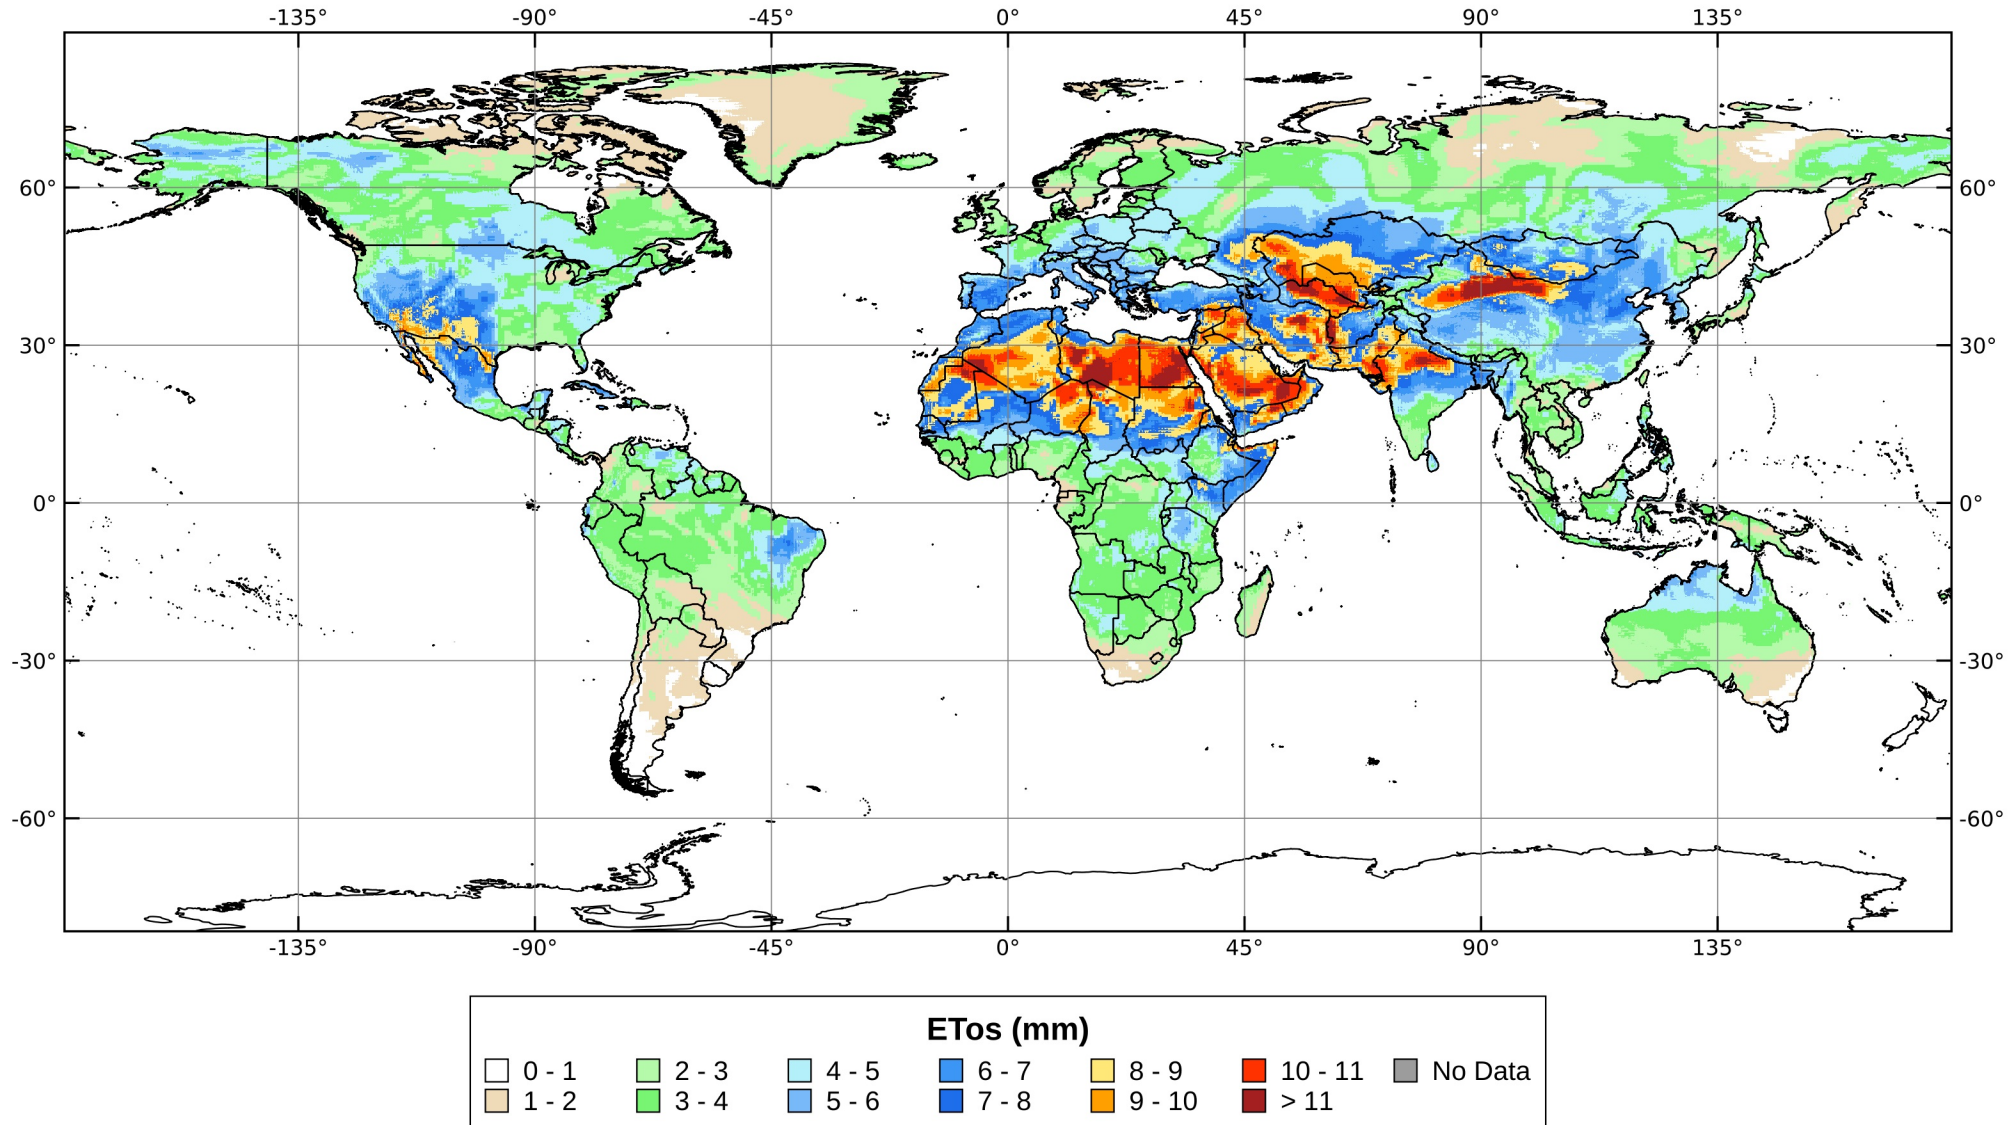 -135° -90° -45° 0° 45° 90° 135°
60° 60°
30° 30°
0° 0°
-30° -30°
-60° -60°
-135° -90° -45° 0° 45° 90° 135°
ETos (mm)
0 - 1 2 - 3 4 - 5 6 - 7 8 - 9 10 - 11 No Data
1 - 2 3 - 4 5 - 6 7 - 8 9 - 10 > 11